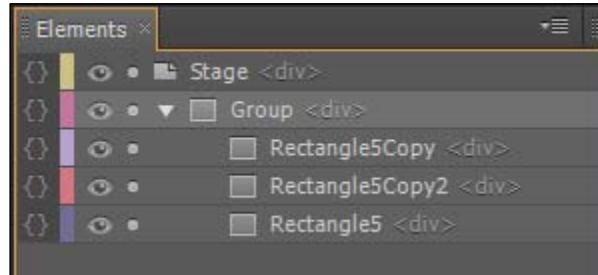 Elements
{} Stage <div>
{} Group <div>
{} Rectangle5Copy <div>
{} Rectangle5Copy2 <div>
{} Rectangle5 <div>